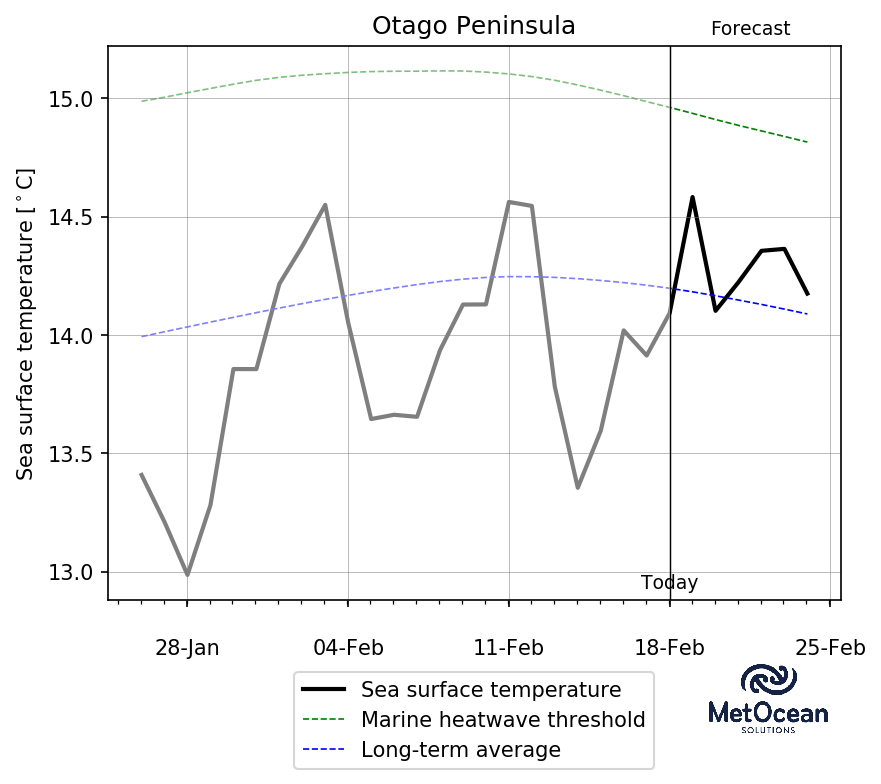 Otago Peninsula
Forecast
Sea surface temperature [°C]
15.0
14.5
14.0
13.5
13.0
Today
28-Jan 04-Feb 11-Feb 18-Feb 25-Feb
Sea surface temperature
Marine heatwave threshold
Long-term average
MetOcean
SOLUTIONS